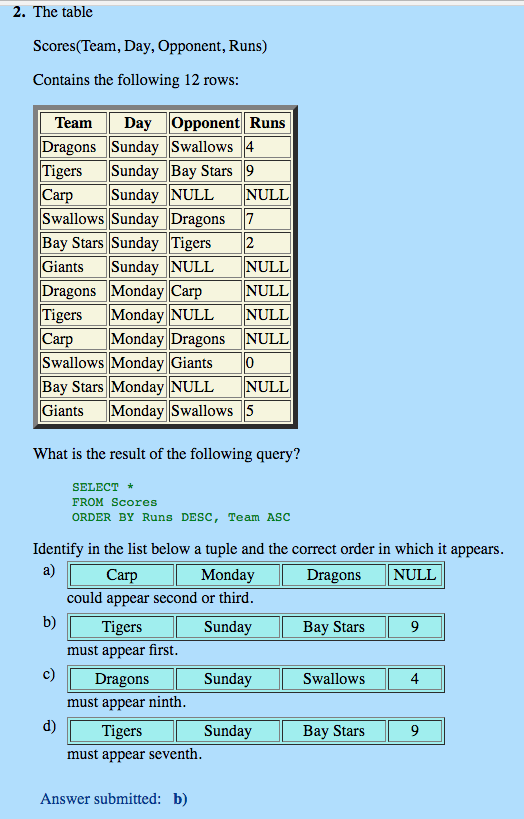 2. The table
Scores(Team, Day, Opponent, Runs)
Contains the following 12 rows:
Team Day Opponent Runs
Dragons Sunday Swallows 4
Tigers Sunday Bay Stars 9
Carp Sunday NULL NULL
Swallows Sunday Dragons 7
Bay Stars Sunday Tigers 2
Giants Sunday NULL NULL
Dragons Monday Carp NULL
Tigers Monday NULL NULL
Carp Monday Dragons NULL
Swallows Monday Giants 0
Bay Stars Monday NULL NULL
Giants Monday Swallows 5
What is the result of the following query?
SELECT *
FROM Scores
ORDER BY Runs DESC, Team ASC
Identify in the list below a tuple and the correct order in which it appears.
a) Carp Monday Dragons NULL
could appear second or third.
b) Tigers Sunday Bay Stars 9
must appear first.
c) Dragons Sunday Swallows 4
must appear ninth.
d) Tigers Sunday Bay Stars 9
must appear seventh.
Answer submitted: b)